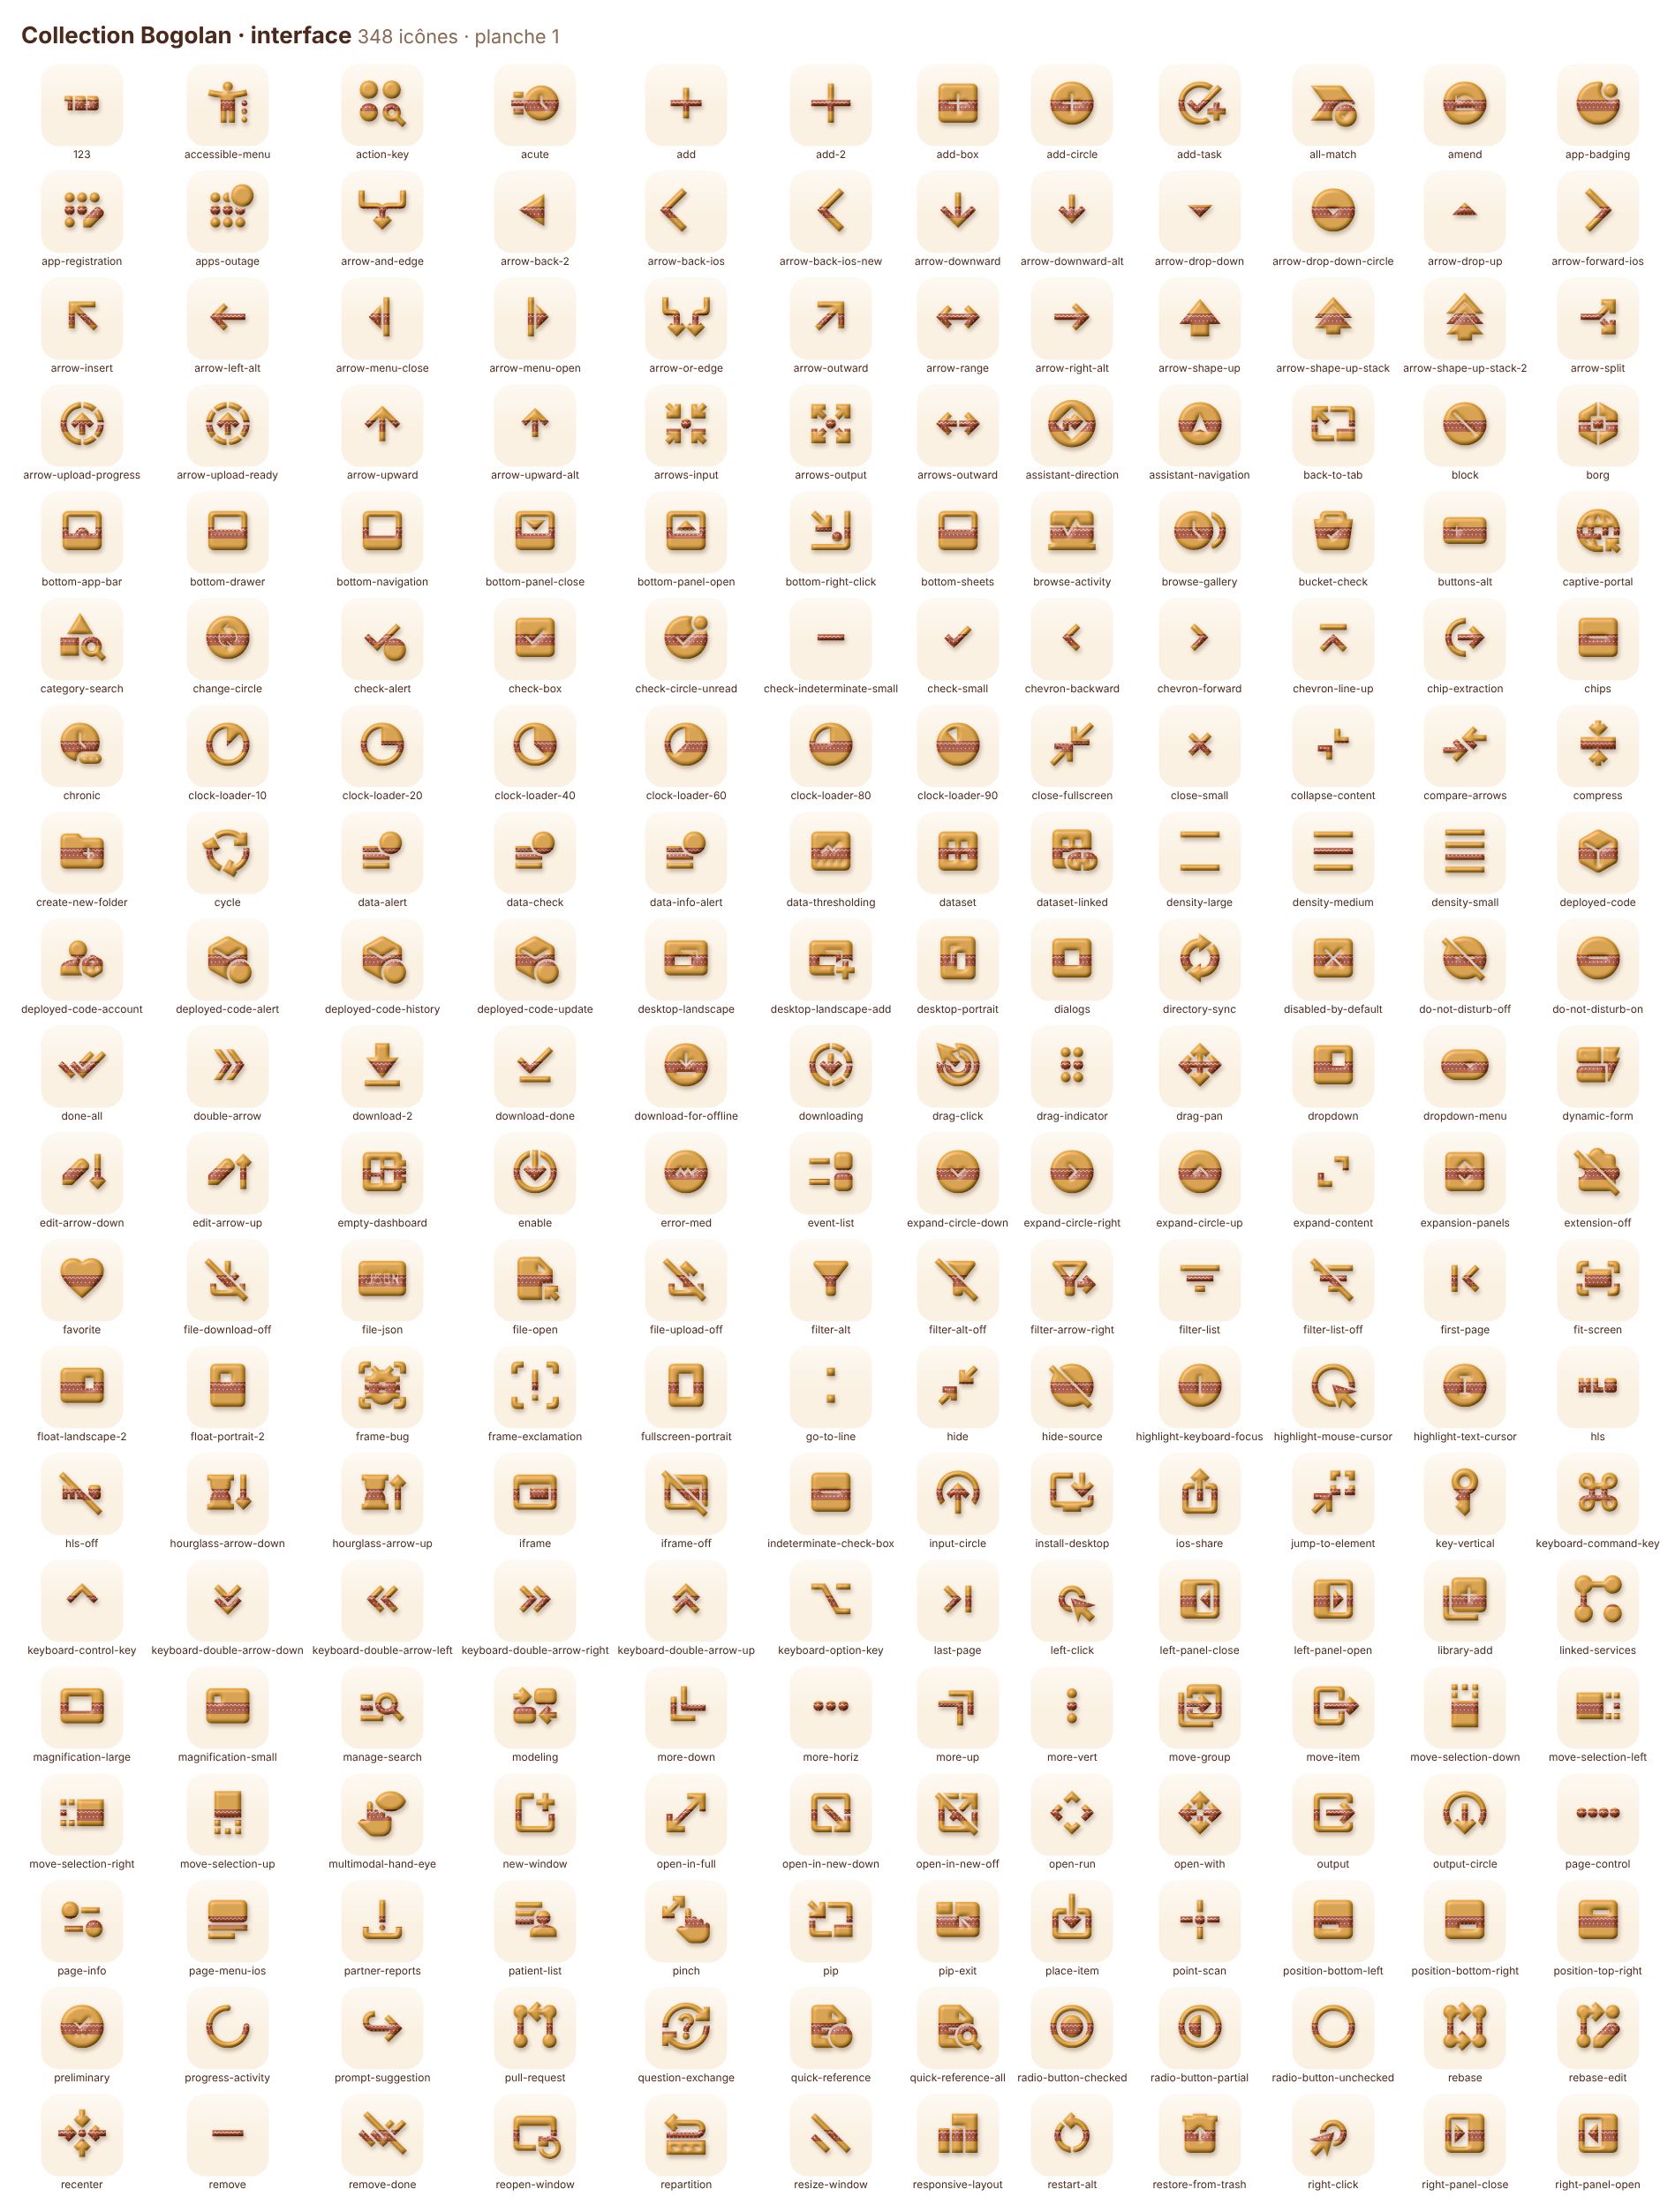 Collection Bogolan · interface 348 icônes · planche 1
123 accessible-menu action-key acute add add-2 add-box add-circle add-task all-match amend app-badging
app-registration apps-outage arrow-and-edge arrow-back-2 arrow-back-ios arrow-back-ios-new arrow-downward arrow-downward-alt arrow-drop-down arrow-drop-down-circle arrow-drop-up arrow-forward-ios
arrow-insert arrow-left-alt arrow-menu-close arrow-menu-open arrow-or-edge arrow-outward arrow-range arrow-right-alt arrow-shape-up arrow-shape-up-stack arrow-shape-up-stack-2 arrow-split
arrow-upload-progress arrow-upload-ready arrow-upward arrow-upward-alt arrows-input arrows-output arrows-outward assistant-direction assistant-navigation back-to-tab block borg
bottom-app-bar bottom-drawer bottom-navigation bottom-panel-close bottom-panel-open bottom-right-click bottom-sheets browse-activity browse-gallery bucket-check buttons-alt captive-portal
category-search change-circle check-alert check-box check-circle-unread check-indeterminate-small check-small chevron-backward chevron-forward chevron-line-up chip-extraction chips
chronic clock-loader-10 clock-loader-20 clock-loader-40 clock-loader-60 clock-loader-80 clock-loader-90 close-fullscreen close-small collapse-content compare-arrows compress
create-new-folder cycle data-alert data-check data-info-alert data-thresholding dataset dataset-linked density-large density-medium density-small deployed-code
deployed-code-account deployed-code-alert deployed-code-history deployed-code-update desktop-landscape desktop-landscape-add desktop-portrait dialogs directory-sync disabled-by-default do-not-disturb-off do-not-disturb-on
done-all double-arrow download-2 download-done download-for-offline downloading drag-click drag-indicator drag-pan dropdown dropdown-menu dynamic-form
edit-arrow-down edit-arrow-up empty-dashboard enable error-med event-list expand-circle-down expand-circle-right expand-circle-up expand-content expansion-panels extension-off
JSON
favorite file-download-off file-json file-open file-upload-off filter-alt filter-alt-off filter-arrow-right filter-list filter-list-off first-page fit-screen
HLS
float-landscape-2 float-portrait-2 frame-bug frame-exclamation fullscreen-portrait go-to-line hide hide-source highlight-keyboard-focus highlight-mouse-cursor highlight-text-cursor hls
hls-off hourglass-arrow-down hourglass-arrow-up iframe iframe-off indeterminate-check-box input-circle install-desktop ios-share jump-to-element key-vertical keyboard-command-key
keyboard-control-key keyboard-double-arrow-down keyboard-double-arrow-left keyboard-double-arrow-right keyboard-double-arrow-up keyboard-option-key last-page left-click left-panel-close left-panel-open library-add linked-services
magnification-large magnification-small manage-search modeling more-down more-horiz more-up more-vert move-group move-item move-selection-down move-selection-left
move-selection-right move-selection-up multimodal-hand-eye new-window open-in-full open-in-new-down open-in-new-off open-run open-with output output-circle page-control
page-info page-menu-ios partner-reports patient-list pinch pip pip-exit place-item point-scan position-bottom-left position-bottom-right position-top-right
preliminary progress-activity prompt-suggestion pull-request question-exchange quick-reference quick-reference-all radio-button-checked radio-button-partial radio-button-unchecked rebase rebase-edit
recenter remove remove-done reopen-window repartition resize-window responsive-layout restart-alt restore-from-trash right-click right-panel-close right-panel-open